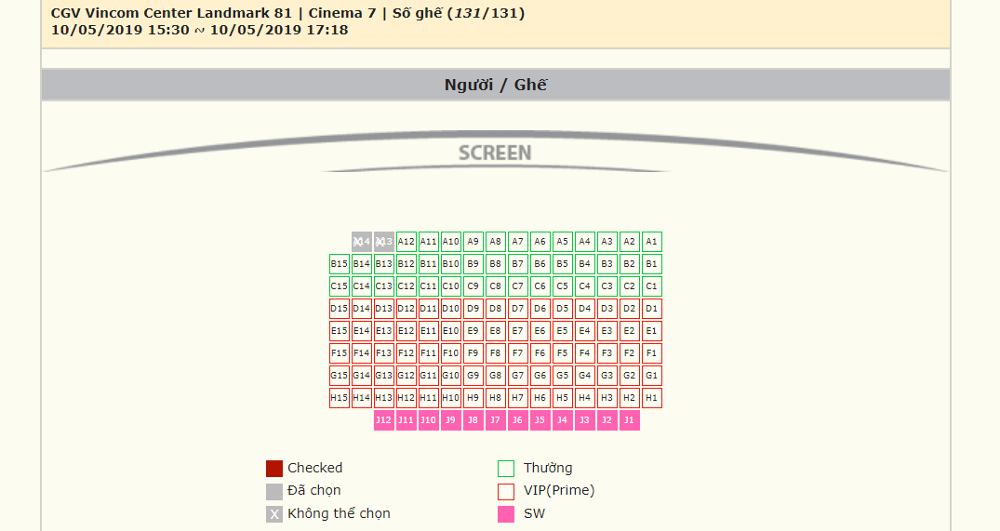 CGV Vincom Center Landmark 81 | Cinema 7 | Số ghế (131/131)
10/05/2019 15:30 ~ 10/05/2019 17:18
Người / Ghế
SCREEN
A12 A11 A10 A9 A8 A7 A6 A5 A4 A3 A2 A1
B15 B14 B13 B12 B11 B10 B9 B8 B7 B6 B5 B4 B3 B2 B1
C15 C14 C13 C12 C11 C10 C9 C8 C7 C6 C5 C4 C3 C2 C1
D15 D14 D13 D12 D11 D10 D9 D8 D7 D6 D5 D4 D3 D2 D1
E15 E14 E13 E12 E11 E10 E9 E8 E7 E6 E5 E4 E3 E2 E1
F15 F14 F13 F12 F11 F10 F9 F8 F7 F6 F5 F4 F3 F2 F1
G15 G14 G13 G12 G11 G10 G9 G8 G7 G6 G5 G4 G3 G2 G1
H15 H14 H13 H12 H11 H10 H9 H8 H7 H6 H5 H4 H3 H2 H1
J12 J11 J10 J9 J8 J7 J6 J5 J4 J3 J2 J1
Checked
Thường
Đã chọn
VIP(Prime)
X Không thể chọn
SW